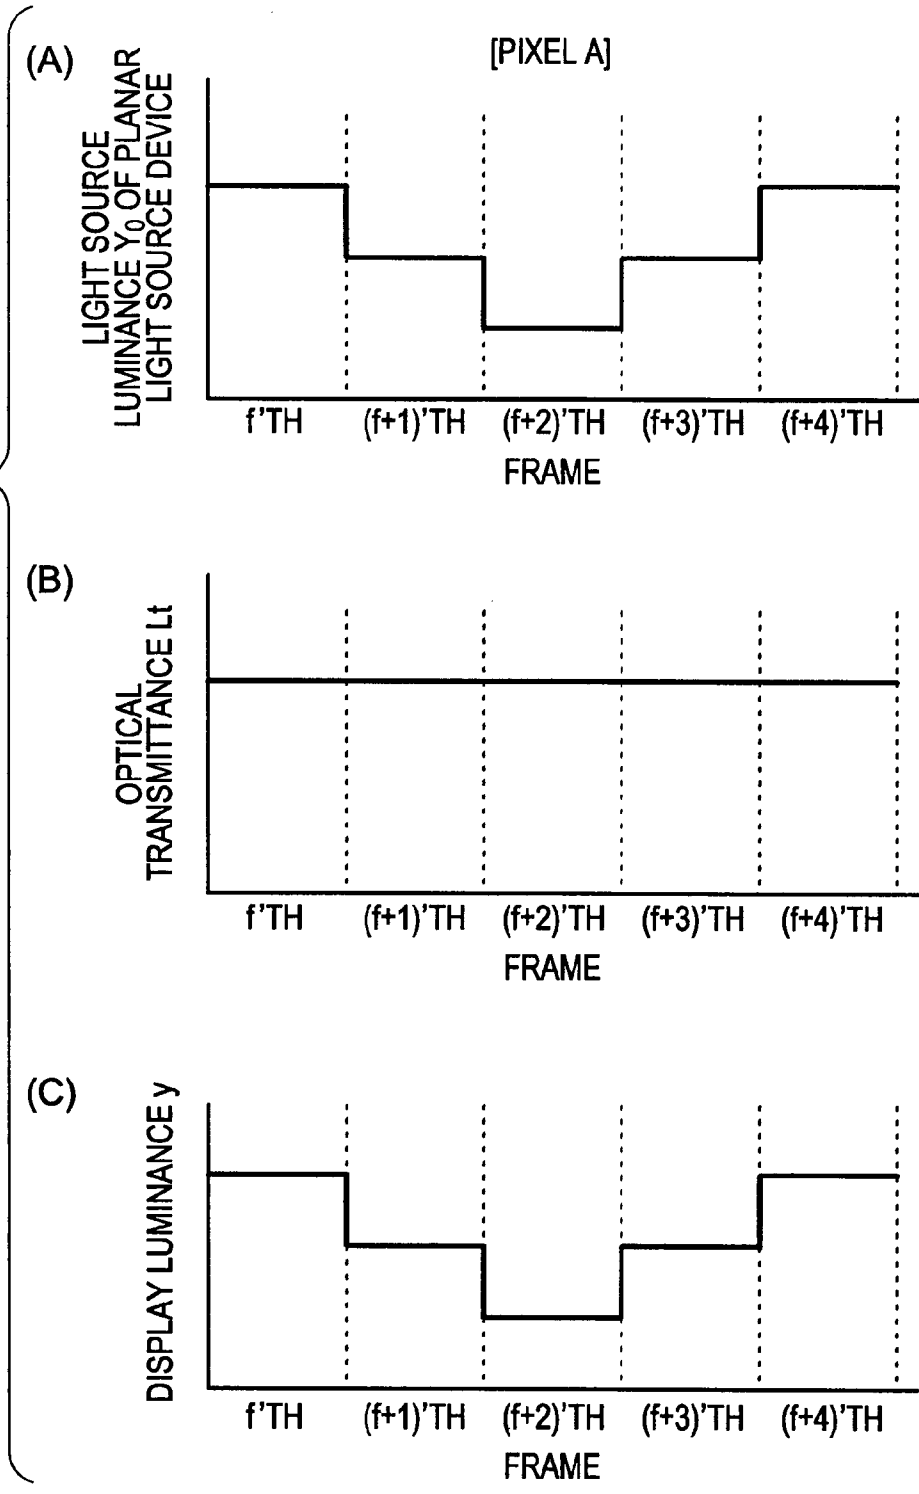 (A)
[PIXEL A]
LIGHT SOURCE
LUMINANCE Y0 OF PLANAR
LIGHT SOURCE DEVICE
f'TH (f+1)'TH (f+2)'TH (f+3)'TH (f+4)'TH
FRAME
(B)
OPTICAL
TRANSMITTANCE Lt
f'TH (f+1)'TH (f+2)'TH (f+3)'TH (f+4)'TH
FRAME
(C)
DISPLAY LUMINANCE y
f'TH (f+1)'TH (f+2)'TH (f+3)'TH (f+4)'TH
FRAME